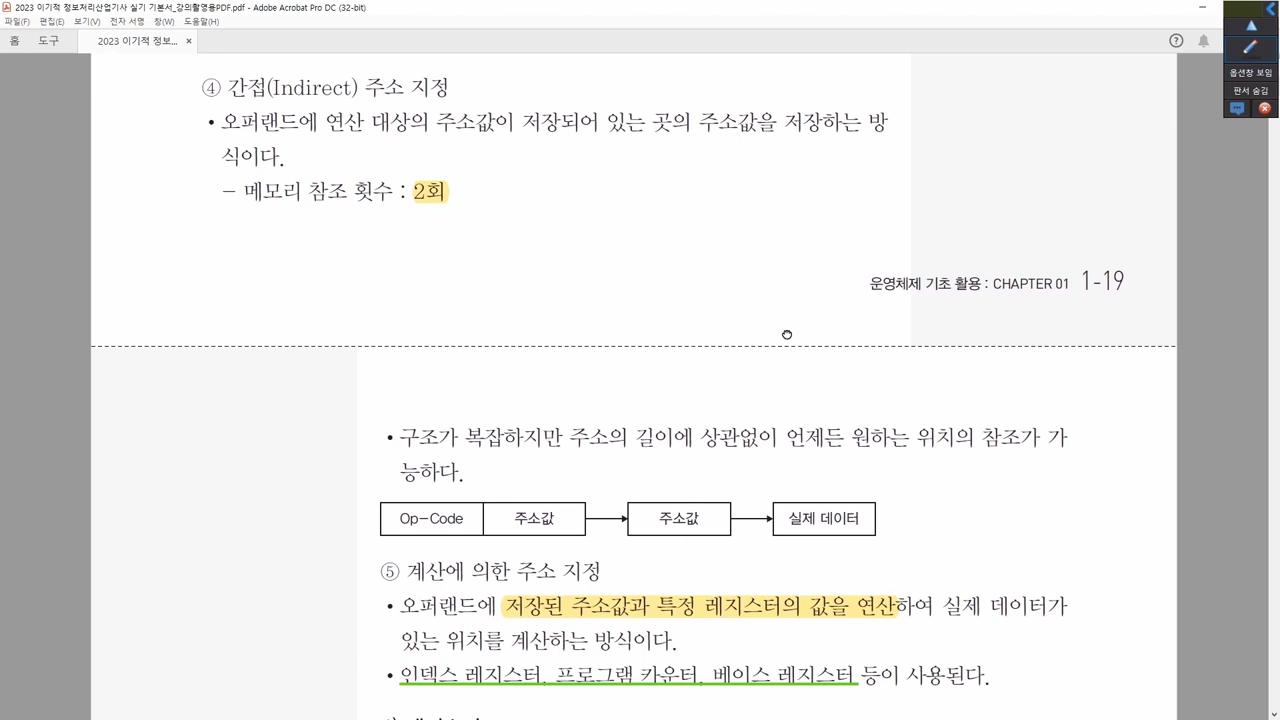 2023 이기적 정보처리산업기사 실기 기본서_강의촬영용PDF.pdf - Adobe Acrobat Pro DC (32-bit)
파일(F) 편집(E) 보기(V) 전자 서명 창(W) 도움말(H)
홈 도구 2023 이기적 정보... ×
옵션창 보임
판서 숨김
④ 간접(Indirect) 주소 지정
• 오퍼랜드에 연산 대상의 주소값이 저장되어 있는 곳의 주소값을 저장하는 방
식이다.
– 메모리 참조 횟수 : 2회
운영체제 기초 활용 : CHAPTER 01 1-19
• 구조가 복잡하지만 주소의 길이에 상관없이 언제든 원하는 위치의 참조가 가
능하다.
Op-Code 주소값 주소값 실제 데이터
⑤ 계산에 의한 주소 지정
• 오퍼랜드에 저장된 주소값과 특정 레지스터의 값을 연산하여 실제 데이터가
있는 위치를 계산하는 방식이다.
• 인덱스 레지스터, 프로그램 카운터, 베이스 레지스터 등이 사용된다.